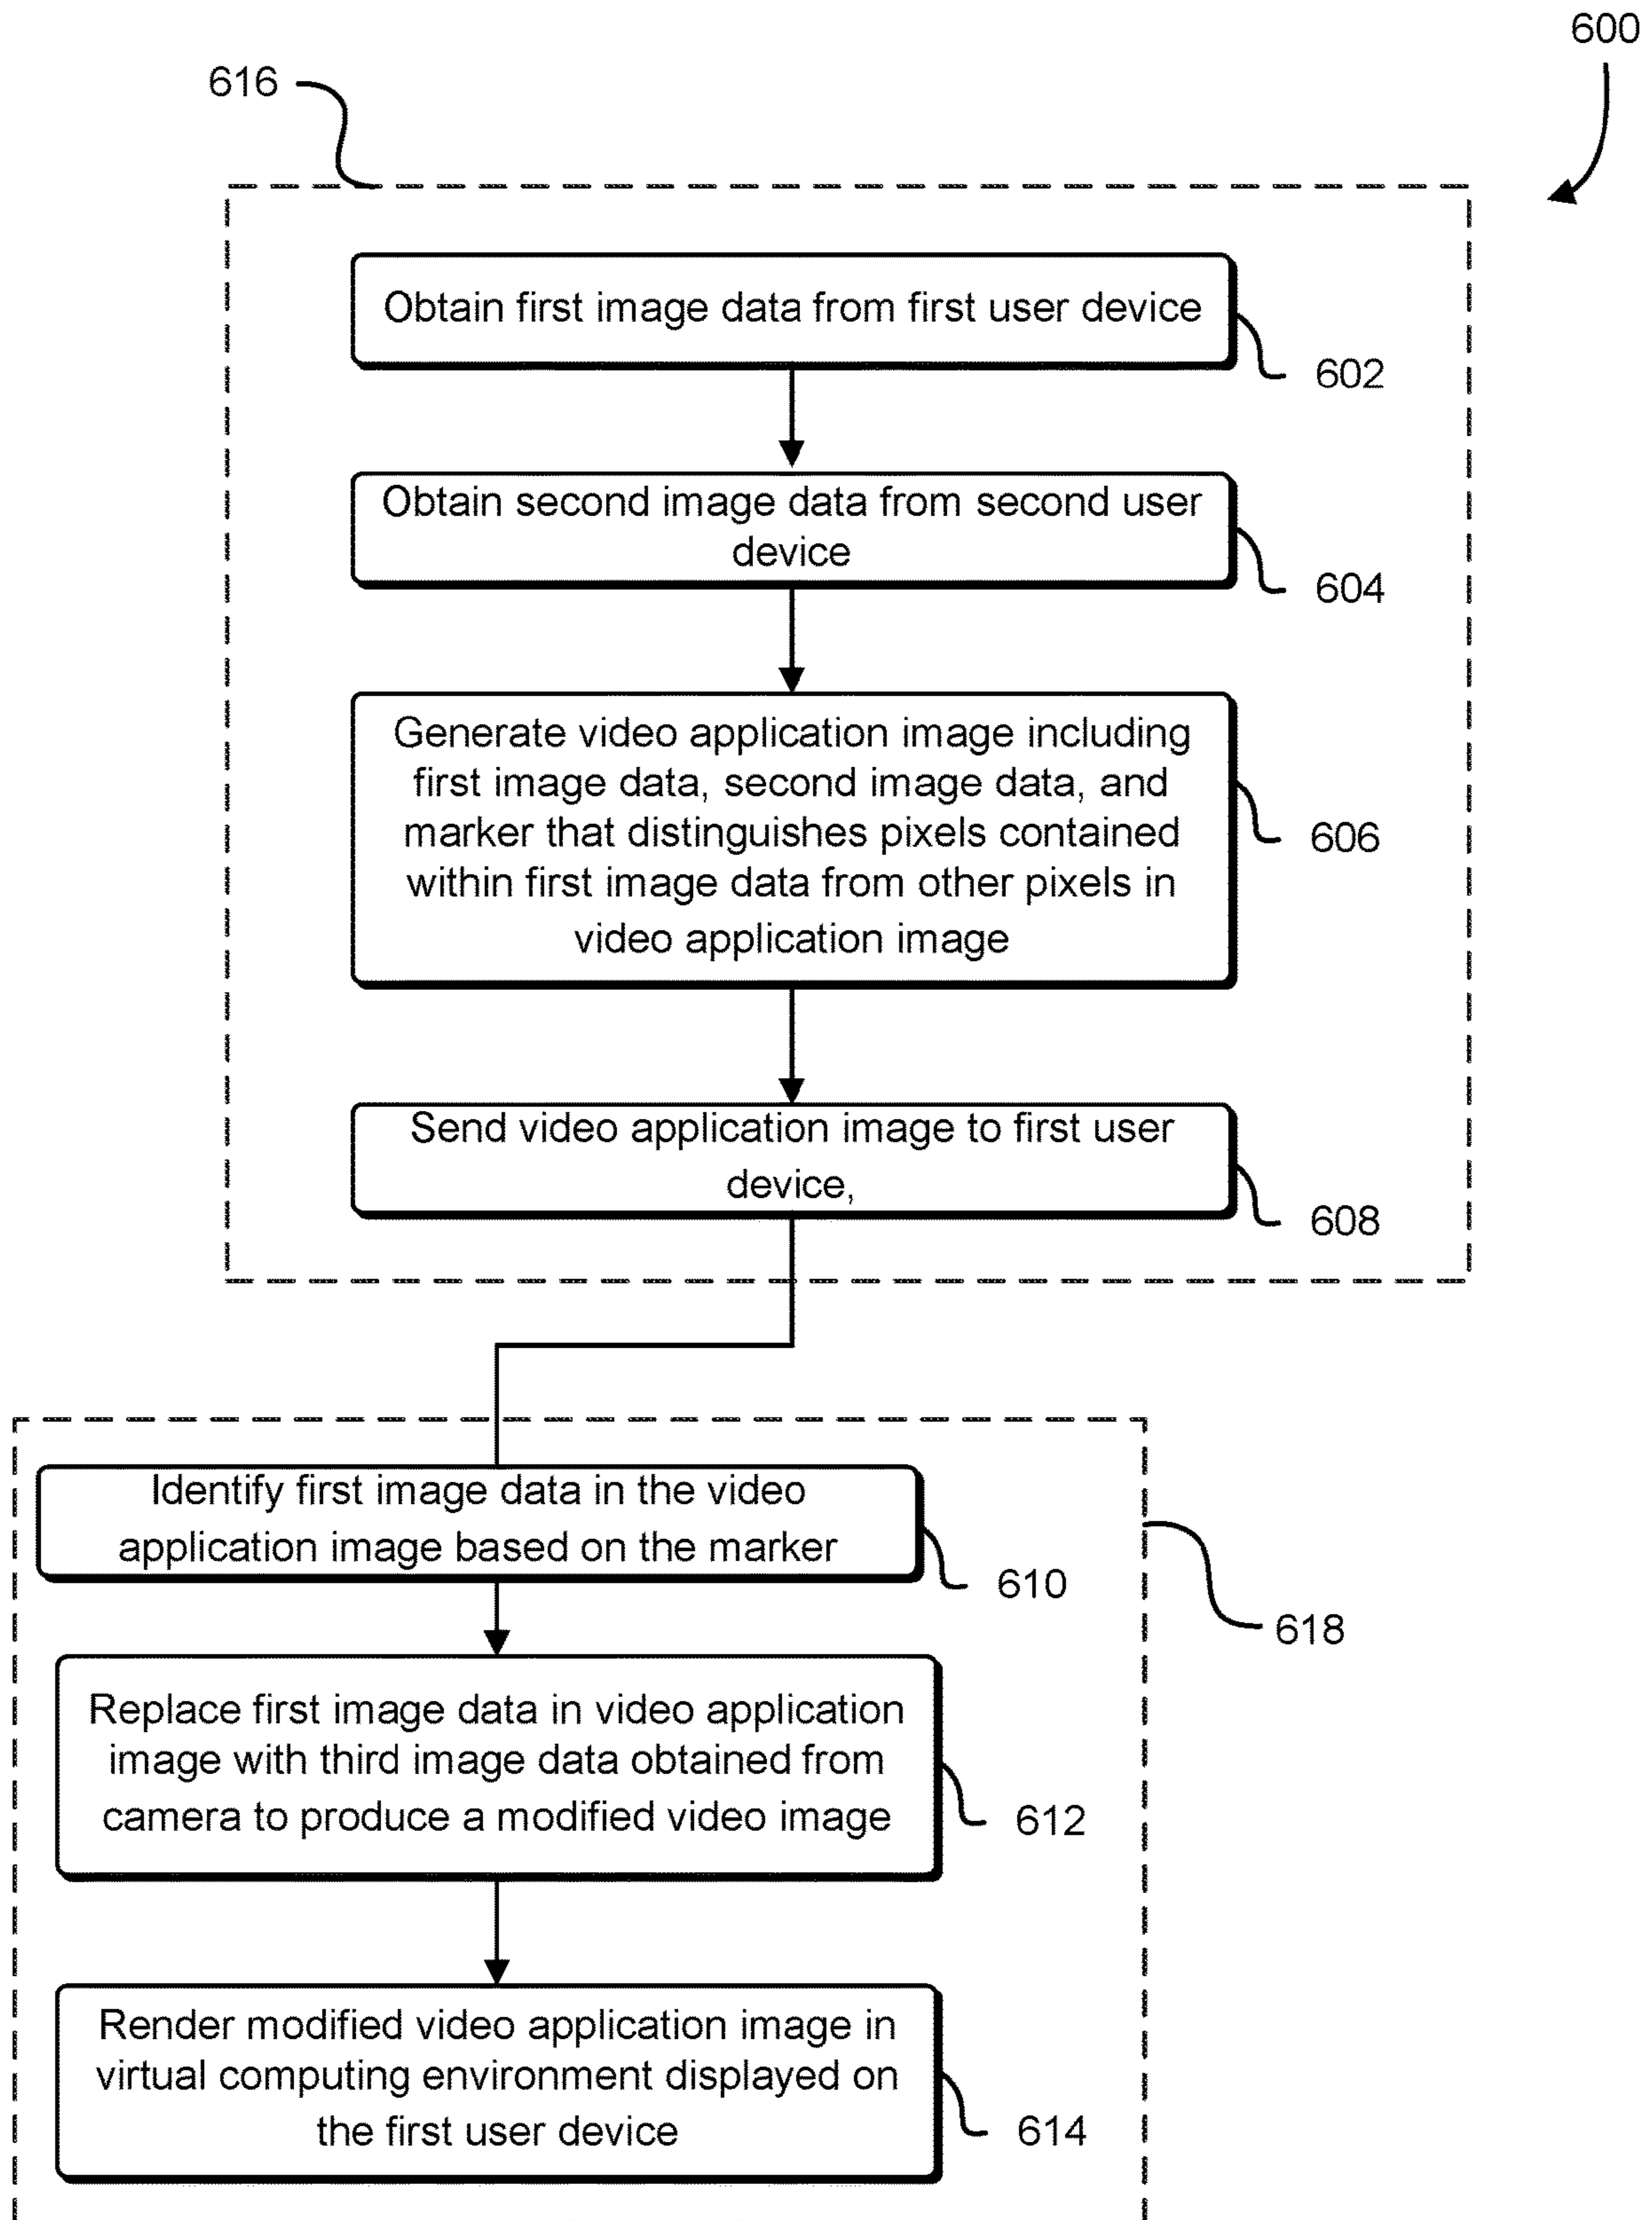 600
616
Obtain first image data from first user device
602
Obtain second image data from second user
device
604
Generate video application image including
first image data, second image data, and
marker that distinguishes pixels contained
within first image data from other pixels in
video application image
606
Send video application image to first user
device,
608
Identify first image data in the video
application image based on the marker
610
618
Replace first image data in video application
image with third image data obtained from
camera to produce a modified video image
612
Render modified video application image in
virtual computing environment displayed on
the first user device
614